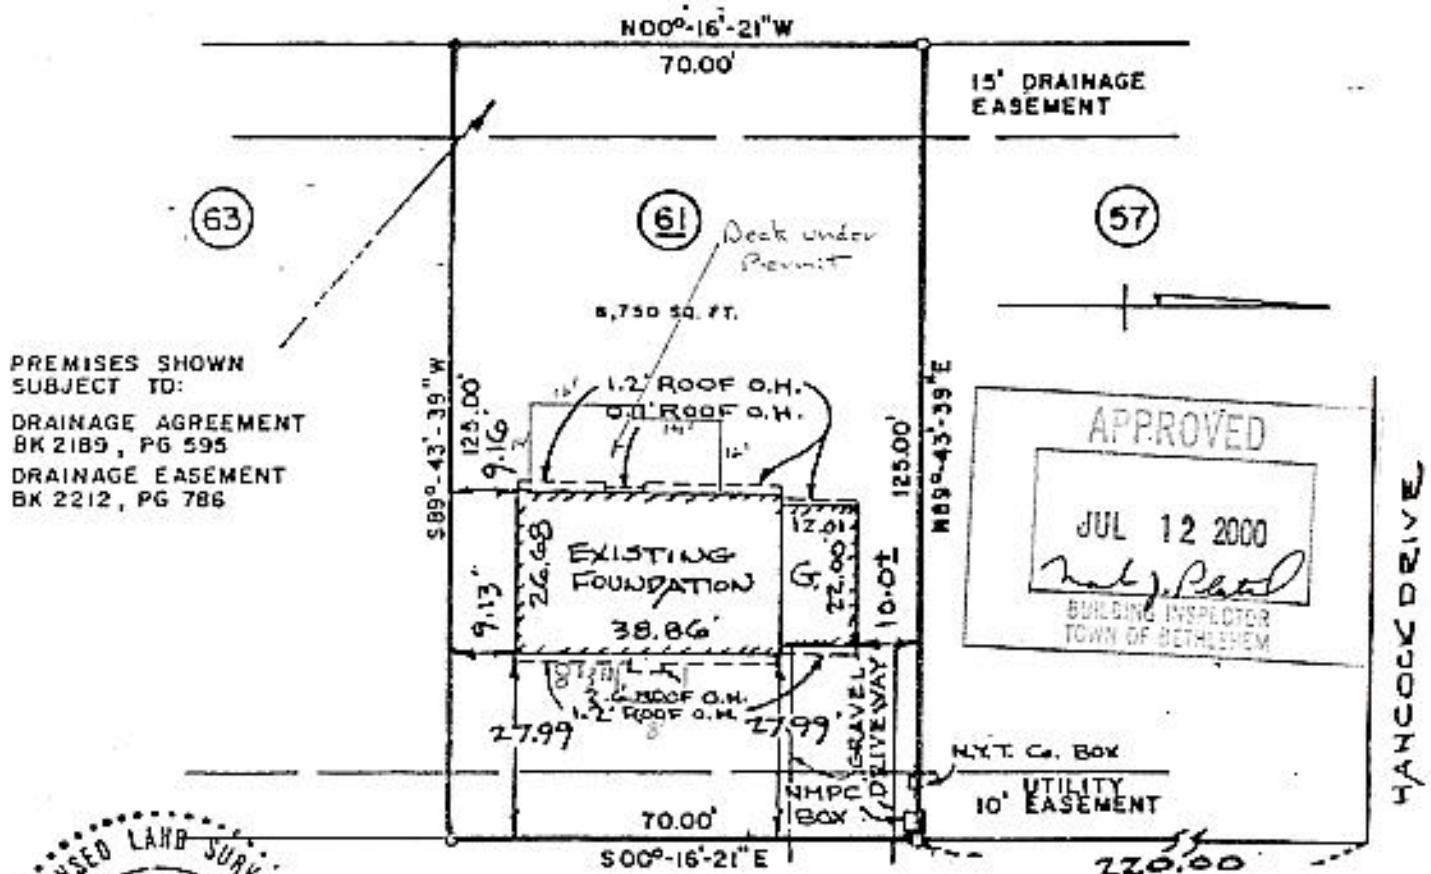 N00°-16'-21"W
70.00'
15' DRAINAGE
EASEMENT
63
61
57
Deck under
Permit
8,750 SQ. FT.
PREMISES SHOWN
SUBJECT TO:
DRAINAGE AGREEMENT
BK 2189, PG 595
DRAINAGE EASEMENT
BK 2212, PG 786
S89°-43'-39"W
125.00'
9.16'
1.2' ROOF O.H.
ROOF O.H.
14'
12'
125.00'
N89°-43'-39"E
APPROVED
JUL 12 2000
BUILDING INSPECTOR
TOWN OF BETHLEHEM
HANCOCK DRIVE
EXISTING
FOUNDATION
26.68
38.86'
12.01
G.
22.00'
10.0±
9.13'
2.6' ROOF O.H.
1.2' ROOF O.H.
27.99
27.99'
GRAVEL
DRIVEWAY
N.Y.T. Co. BOX
UTILITY
10' EASEMENT
NMPC
BOX
70.00'
S00°-16'-21"E
220.00
LAND SURV